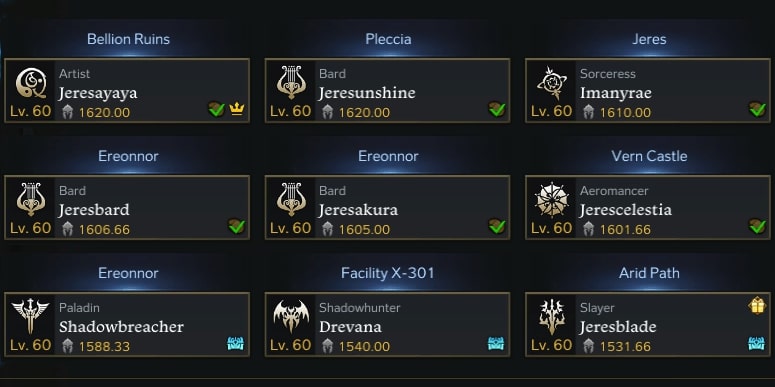 Bellion Ruins
Artist
Jeresayaya
Lv. 60 1620.00
Pleccia
Bard
Jeresunshine
Lv. 60 1620.00
Jeres
Sorceress
Imanyrae
Lv. 60 1610.00
Ereonnor
Bard
Jeresbard
Lv. 60 1606.66
Ereonnor
Bard
Jeresakura
Lv. 60 1605.00
Vern Castle
Aeromancer
Jerescelestia
Lv. 60 1601.66
Ereonnor
Paladin
Shadowbreacher
Lv. 60 1588.33
Facility X-301
Shadowhunter
Drevana
Lv. 60 1540.00
Arid Path
Slayer
Jeresblade
Lv. 60 1531.66